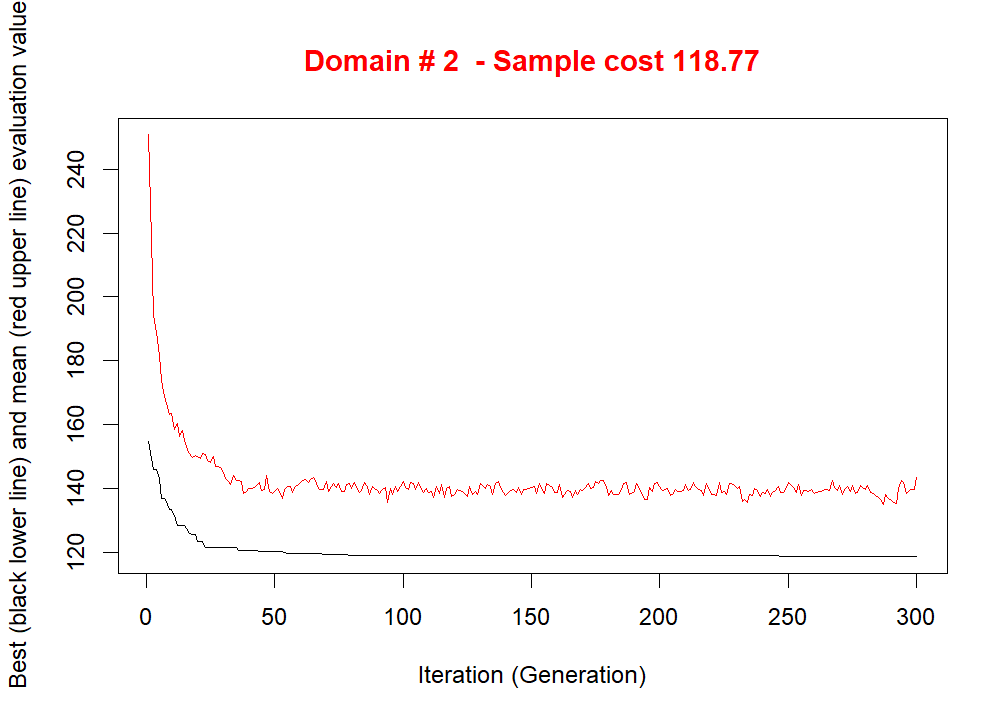 Domain # 2  - Sample cost 118.77
Best (black lower line) and mean (red upper line) evaluation value
240
220
200
180
160
140
120
0 50 100 150 200 250 300
Iteration (Generation)